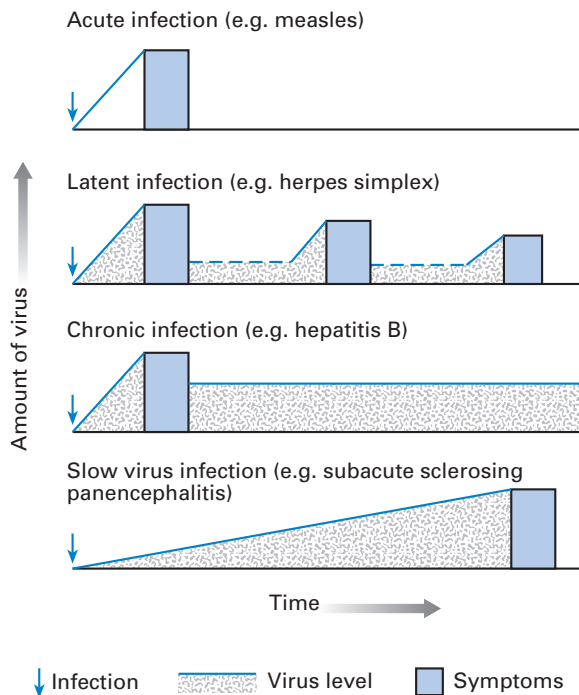 Acute infection (e.g. measles)
Latent infection (e.g. herpes simplex)
Amount of virus
Chronic infection (e.g. hepatitis B)
Slow virus infection (e.g. subacute sclerosing
panencephalitis)
Time
Infection
Virus level
Symptoms